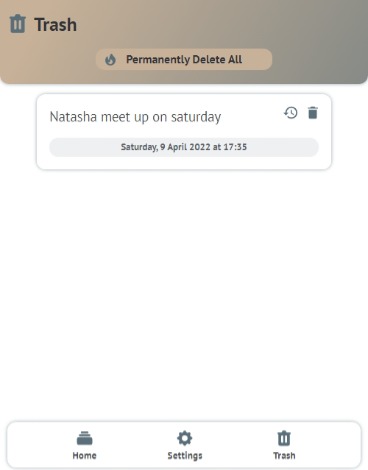 Trash
Permanently Delete All
Natasha meet up on saturday
Saturday, 9 April 2022 at 17:35
Home
Settings
Trash